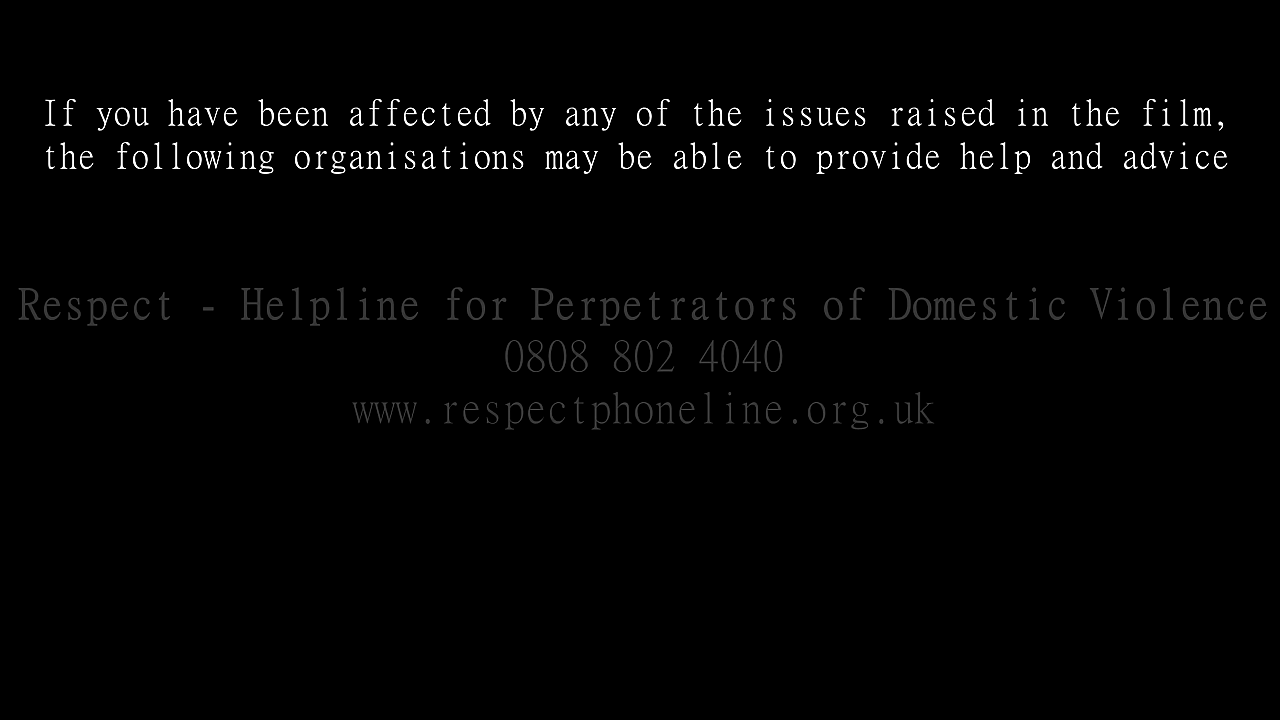 If you have been affected by any of the issues raised in the film,
the following organisations may be able to provide help and advice
Respect - Helpline for Perpetrators of Domestic Violence
0808 802 4040
www.respectphoneline.org.uk